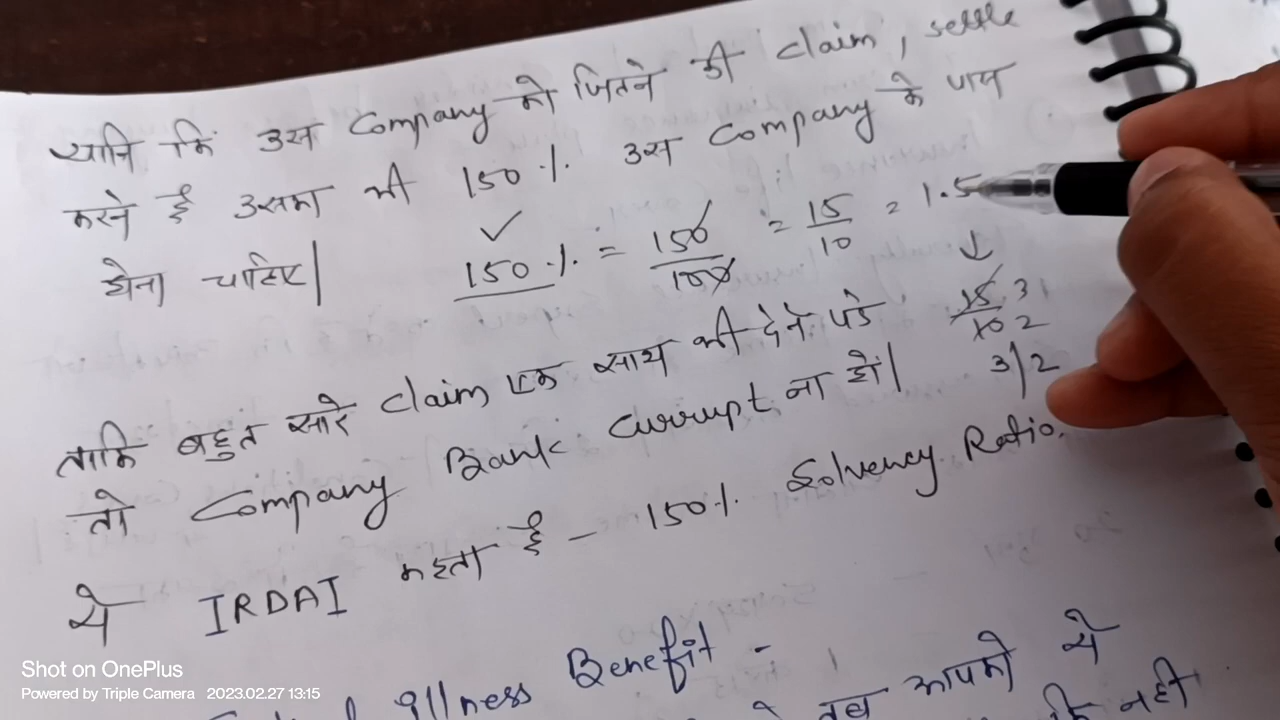 यानि कि उस Company को जितने भी claim, settle
करने है उसका भी 150% उस Company के पास
होना चाहिए|
150% = 150/100 = 15/10 = 1.5
15/10 3/2
3/2
ताकि बहुत सारे claim एक साथ भी देने पडे
तो Company Bank Currupt ना हो|
ये IRDAI कहता है - 150% Solvency Ratio.
illness Benefit -
तब आपको ये
कि नही
Shot on OnePlus
Powered by Triple Camera 2023.02.27 13:15